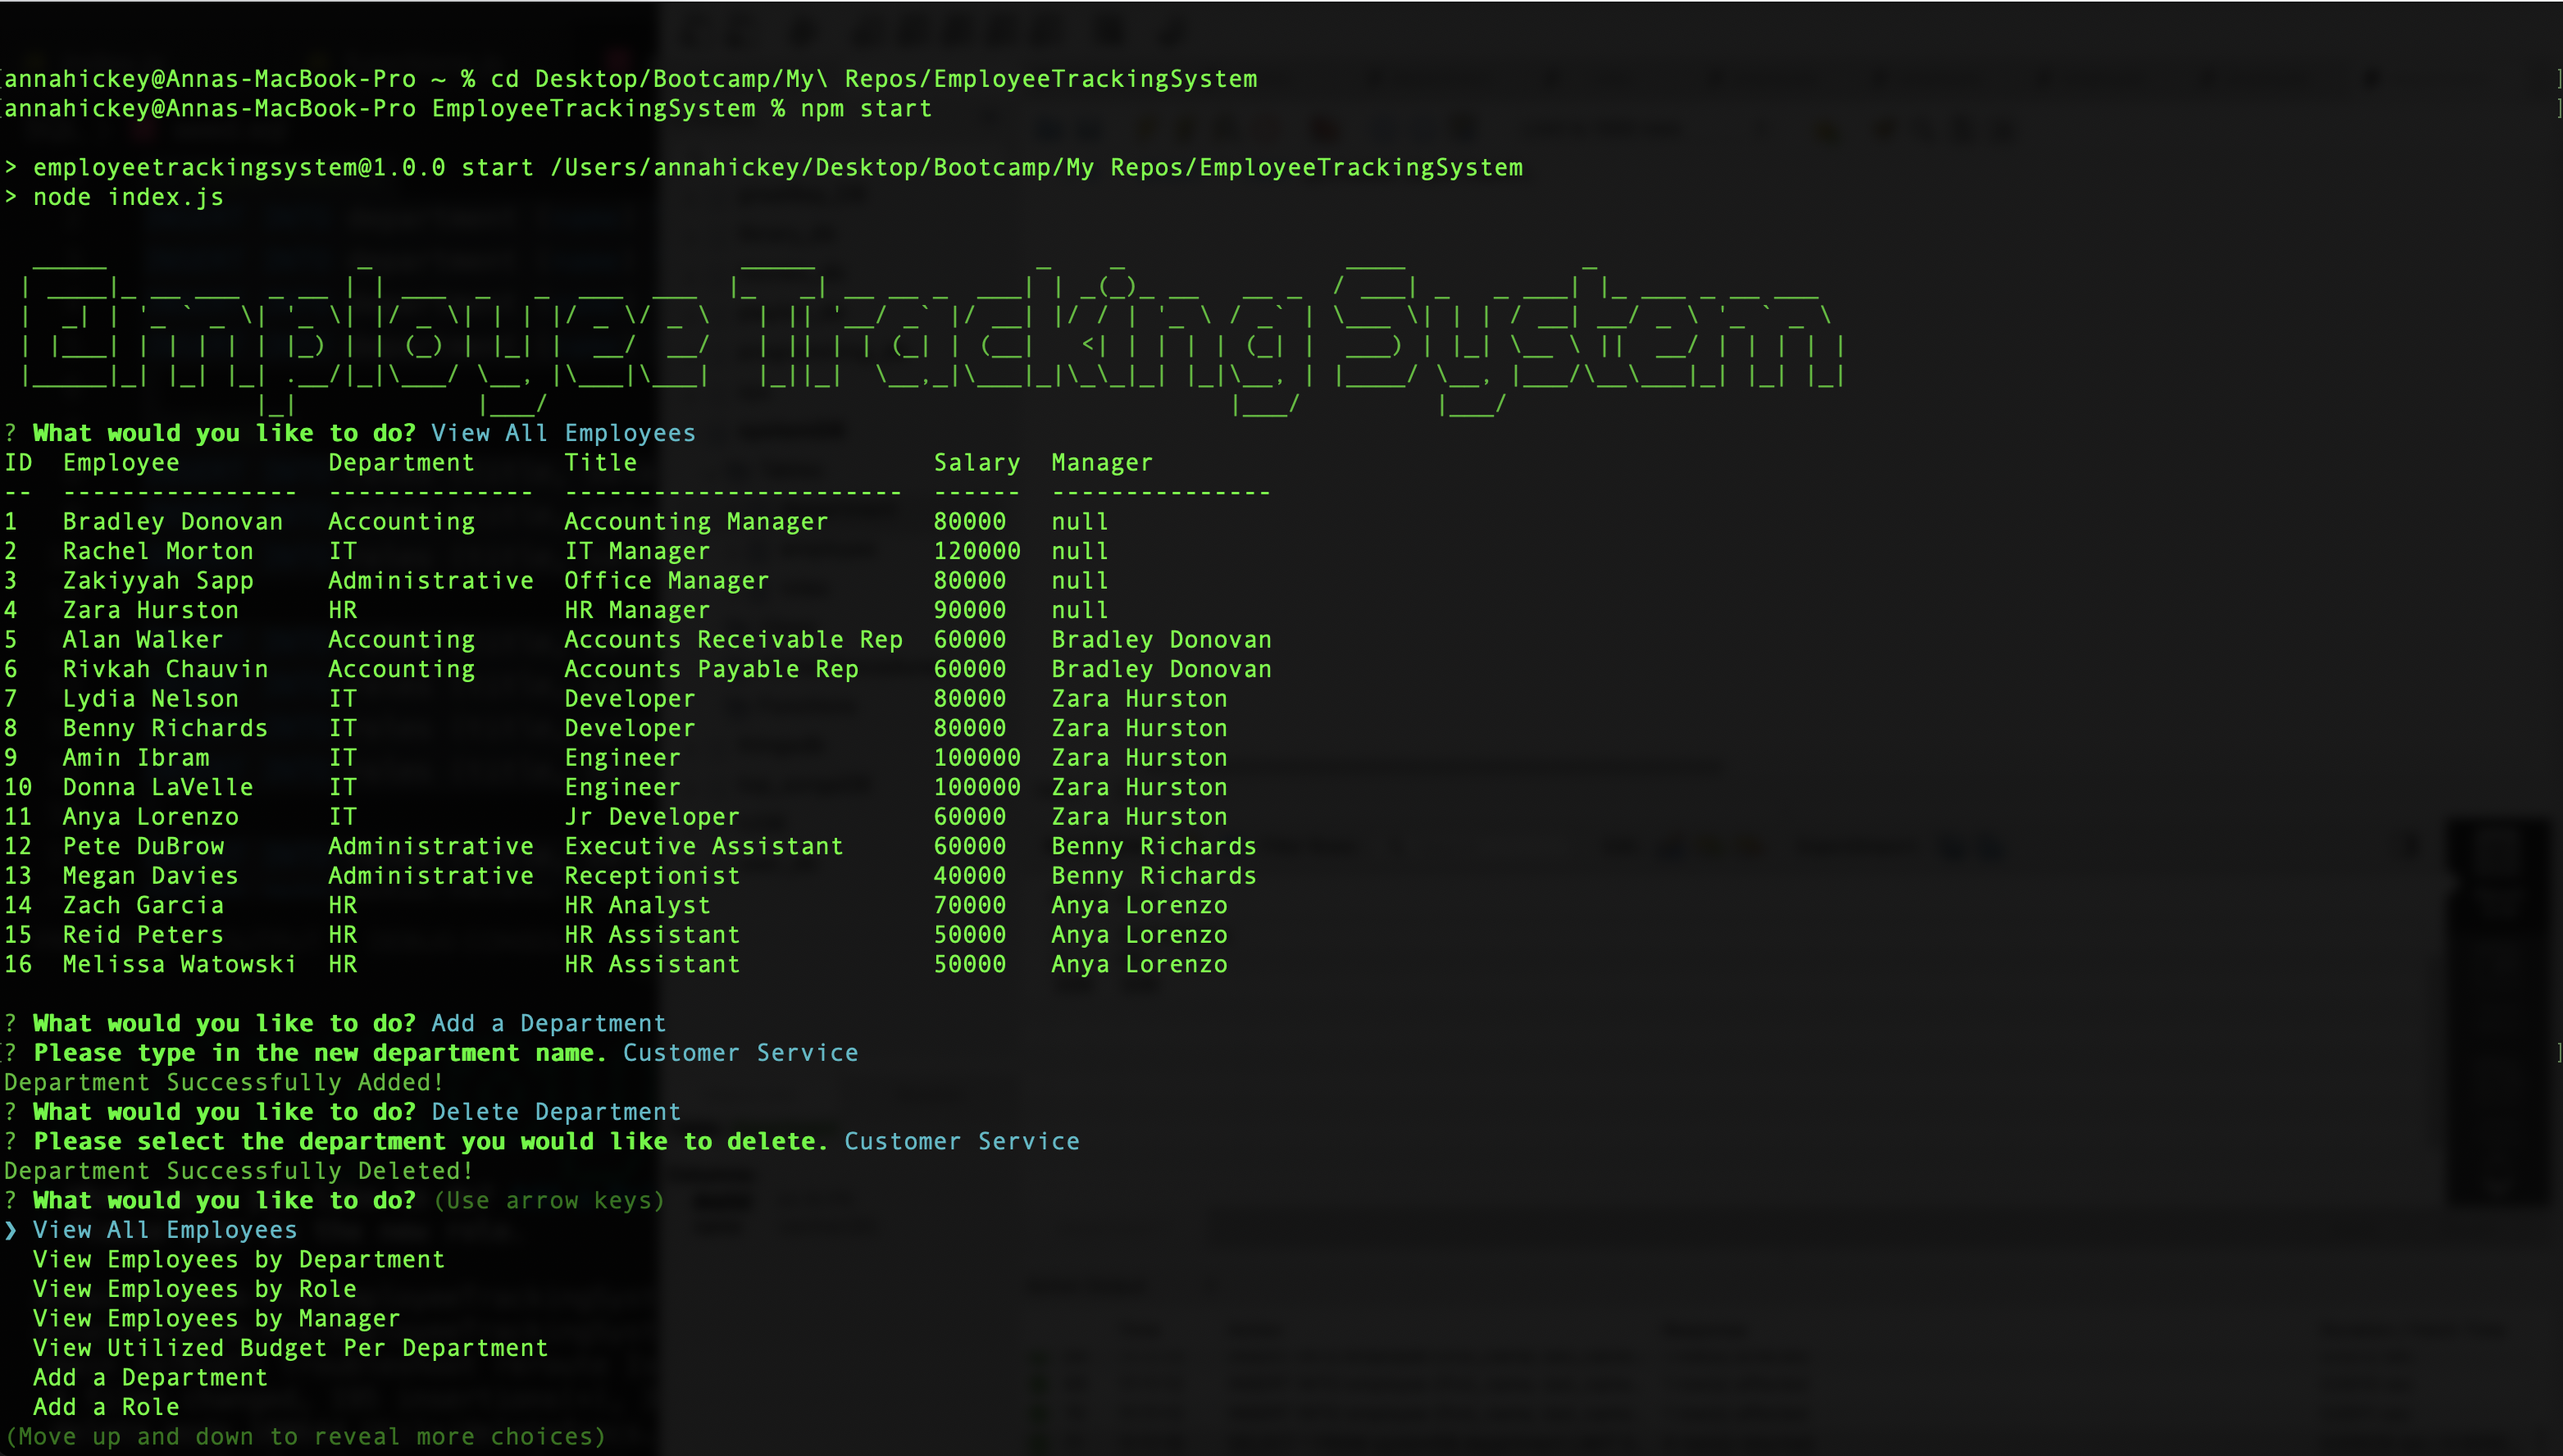 annahickey@Annas-MacBook-Pro ~ % cd Desktop/Bootcamp/My\ Repos/EmployeeTrackingSystem
annahickey@Annas-MacBook-Pro EmployeeTrackingSystem % npm start
> employeetrackingsystem@1.0.0 start /Users/annahickey/Desktop/Bootcamp/My Repos/EmployeeTrackingSystem
> node index.js
Employee Tracking System
? What would you like to do? View All Employees
ID  Employee          Department      Title                    Salary  Manager
--  ----------------  --------------  -----------------------  ------  ---------------
1   Bradley Donovan   Accounting      Accounting Manager       80000   null
2   Rachel Morton     IT              IT Manager               120000  null
3   Zakiyyah Sapp     Administrative  Office Manager           80000   null
4   Zara Hurston      HR              HR Manager               90000   null
5   Alan Walker       Accounting      Accounts Receivable Rep  60000   Bradley Donovan
6   Rivkah Chauvin    Accounting      Accounts Payable Rep     60000   Bradley Donovan
7   Lydia Nelson      IT              Developer                80000   Zara Hurston
8   Benny Richards    IT              Developer                80000   Zara Hurston
9   Amin Ibram        IT              Engineer                 100000  Zara Hurston
10  Donna LaVelle     IT              Engineer                 100000  Zara Hurston
11  Anya Lorenzo      IT              Jr Developer             60000   Zara Hurston
12  Pete DuBrow       Administrative  Executive Assistant      60000   Benny Richards
13  Megan Davies      Administrative  Receptionist             40000   Benny Richards
14  Zach Garcia       HR              HR Analyst               70000   Anya Lorenzo
15  Reid Peters       HR              HR Assistant             50000   Anya Lorenzo
16  Melissa Watowski  HR              HR Assistant             50000   Anya Lorenzo
? What would you like to do? Add a Department
? Please type in the new department name. Customer Service
Department Successfully Added!
? What would you like to do? Delete Department
? Please select the department you would like to delete. Customer Service
Department Successfully Deleted!
? What would you like to do? (Use arrow keys)
❯ View All Employees
View Employees by Department
View Employees by Role
View Employees by Manager
View Utilized Budget Per Department
Add a Department
Add a Role
(Move up and down to reveal more choices)